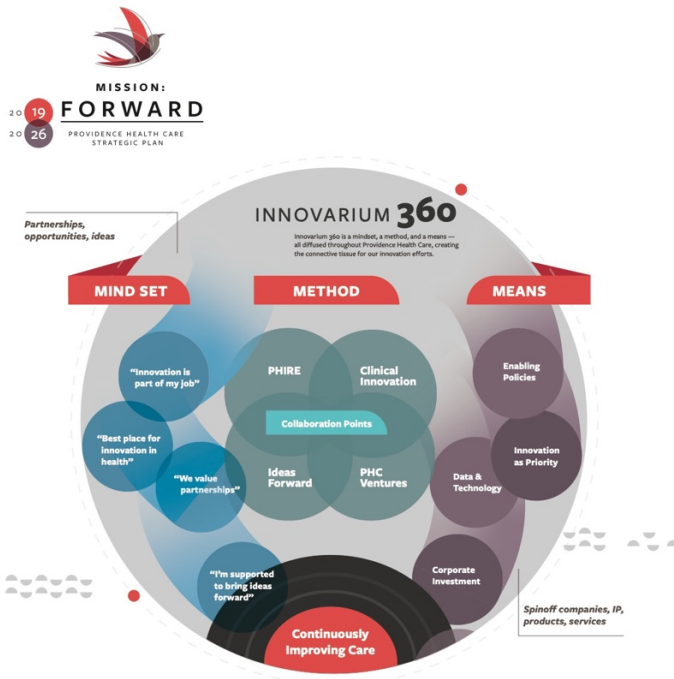 MISSION:
2019 FORWARD
2026 PROVIDENCE HEALTH CARE
STRATEGIC PLAN
INNOVARIUM 360
Innovarium 360 is a mindset, a method, and a means —
all diffused throughout Providence Health Care, creating
the connective tissue for our innovation efforts.
Partnerships,
opportunities, ideas
MIND SET
METHOD
MEANS
“Innovation is
part of my job”
“Best place for
innovation in
health”
“We value
partnerships”
“I’m supported
to bring ideas
forward”
PHIRE
Clinical
Innovation
Collaboration Points
Ideas
Forward
PHC
Ventures
Enabling
Policies
Innovation
as Priority
Data &
Technology
Corporate
Investment
Spinoff companies, IP,
products, services
Continuously
Improving Care